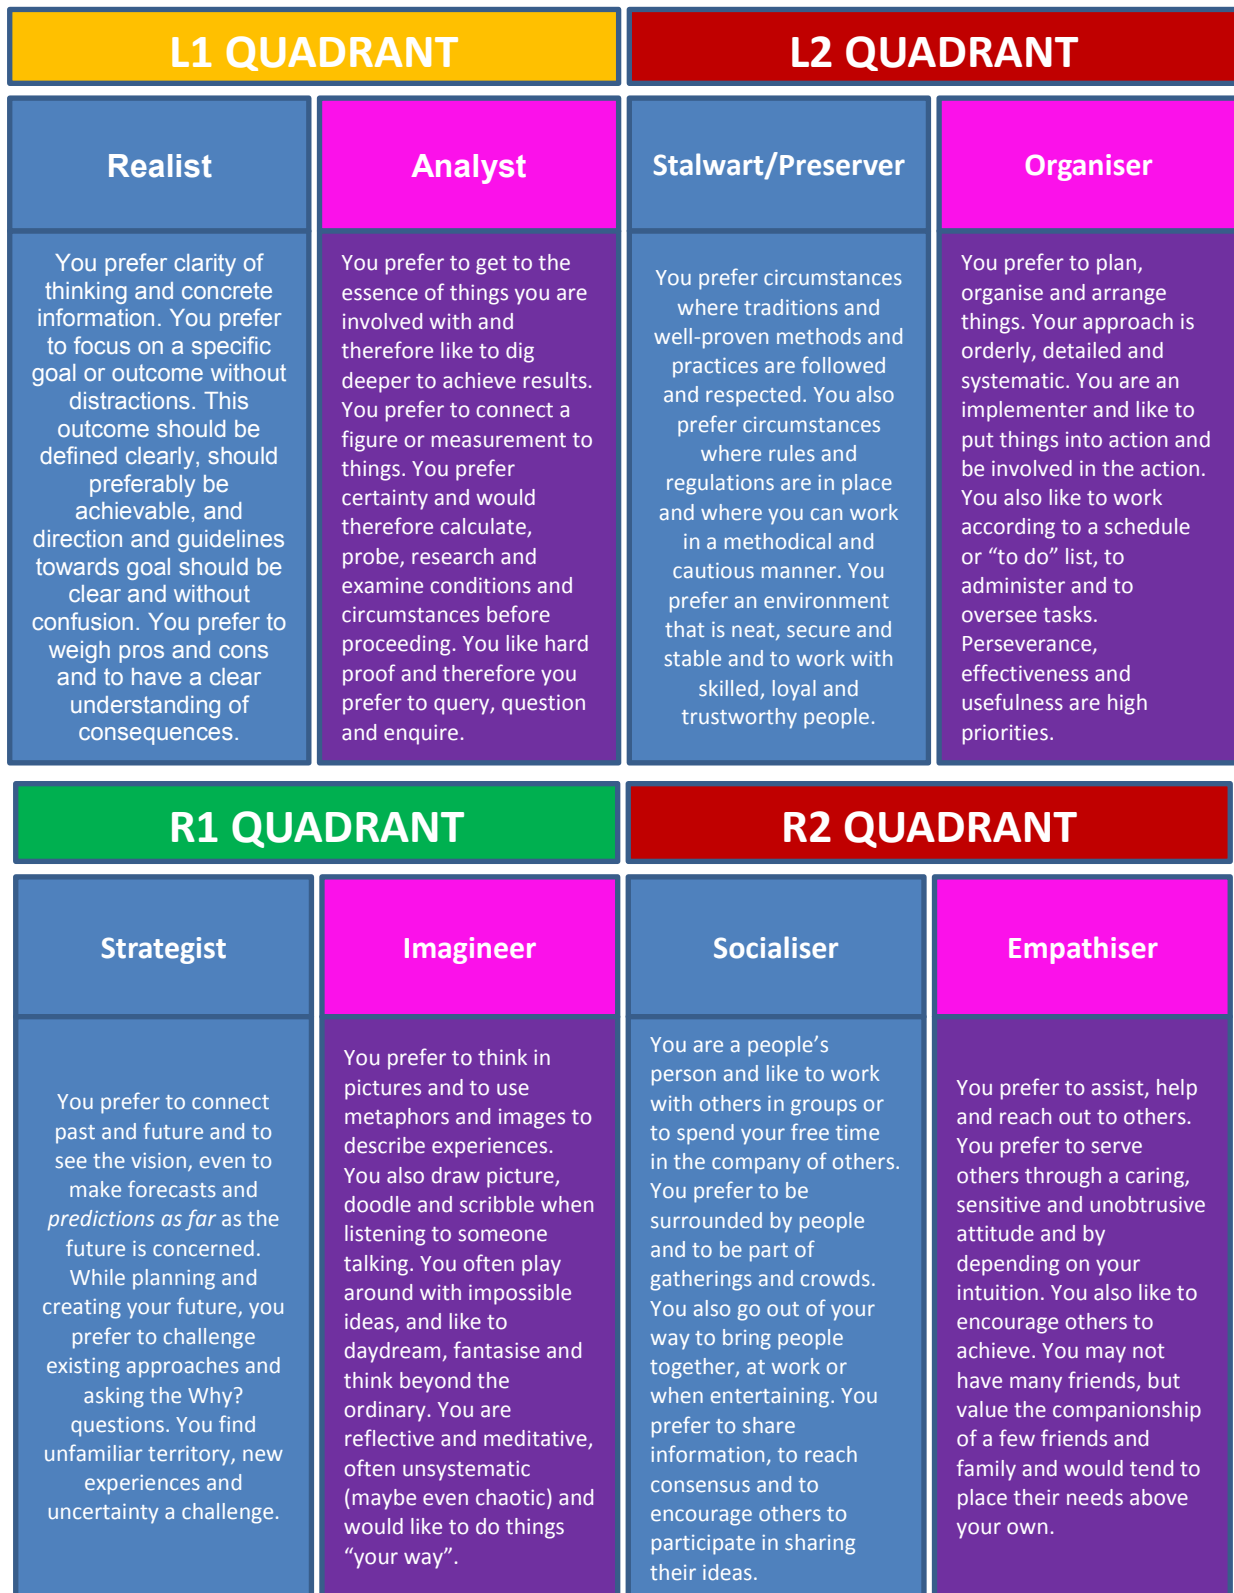 L1 QUADRANT
L2 QUADRANT
Realist
Analyst
Stalwart/Preserver
Organiser
You prefer clarity of
thinking and concrete
information. You prefer
to focus on a specific
goal or outcome without
distractions. This
outcome should be
defined clearly, should
preferably be
achievable, and
direction and guidelines
towards goal should be
clear and without
confusion. You prefer to
weigh pros and cons
and to have a clear
understanding of
consequences.
You prefer to get to the
essence of things you are
involved with and
therefore like to dig
deeper to achieve results.
You prefer to connect a
figure or measurement to
things. You prefer
certainty and would
therefore calculate,
probe, research and
examine conditions and
circumstances before
proceeding. You like hard
proof and therefore you
prefer to query, question
and enquire.
You prefer circumstances
where traditions and
well-proven methods and
practices are followed
and respected. You also
prefer circumstances
where rules and
regulations are in place
and where you can work
in a methodical and
cautious manner. You
prefer an environment
that is neat, secure and
stable and to work with
skilled, loyal and
trustworthy people.
You prefer to plan,
organise and arrange
things. Your approach is
orderly, detailed and
systematic. You are an
implementer and like to
put things into action and
be involved in the action.
You also like to work
according to a schedule
or “to do” list, to
administer and to
oversee tasks.
Perseverance,
effectiveness and
usefulness are high
priorities.
R1 QUADRANT
R2 QUADRANT
Strategist
Imagineer
Socialiser
Empathiser
You prefer to connect
past and future and to
see the vision, even to
make forecasts and
predictions as far as the
future is concerned.
While planning and
creating your future, you
prefer to challenge
existing approaches and
asking the Why?
questions. You find
unfamiliar territory, new
experiences and
uncertainty a challenge.
You prefer to think in
pictures and to use
metaphors and images to
describe experiences.
You also draw picture,
doodle and scribble when
listening to someone
talking. You often play
around with impossible
ideas, and like to
daydream, fantasise and
think beyond the
ordinary. You are
reflective and meditative,
often unsystematic
(maybe even chaotic) and
would like to do things
“your way”.
You are a people’s
person and like to work
with others in groups or
to spend your free time
in the company of others.
You prefer to be
surrounded by people
and to be part of
gatherings and crowds.
You also go out of your
way to bring people
together, at work or
when entertaining. You
prefer to share
information, to reach
consensus and to
encourage others to
participate in sharing
their ideas.
You prefer to assist, help
and reach out to others.
You prefer to serve
others through a caring,
sensitive and unobtrusive
attitude and by
depending on your
intuition. You also like to
encourage others to
achieve. You may not
have many friends, but
value the companionship
of a few friends and
family and would tend to
place their needs above
your own.